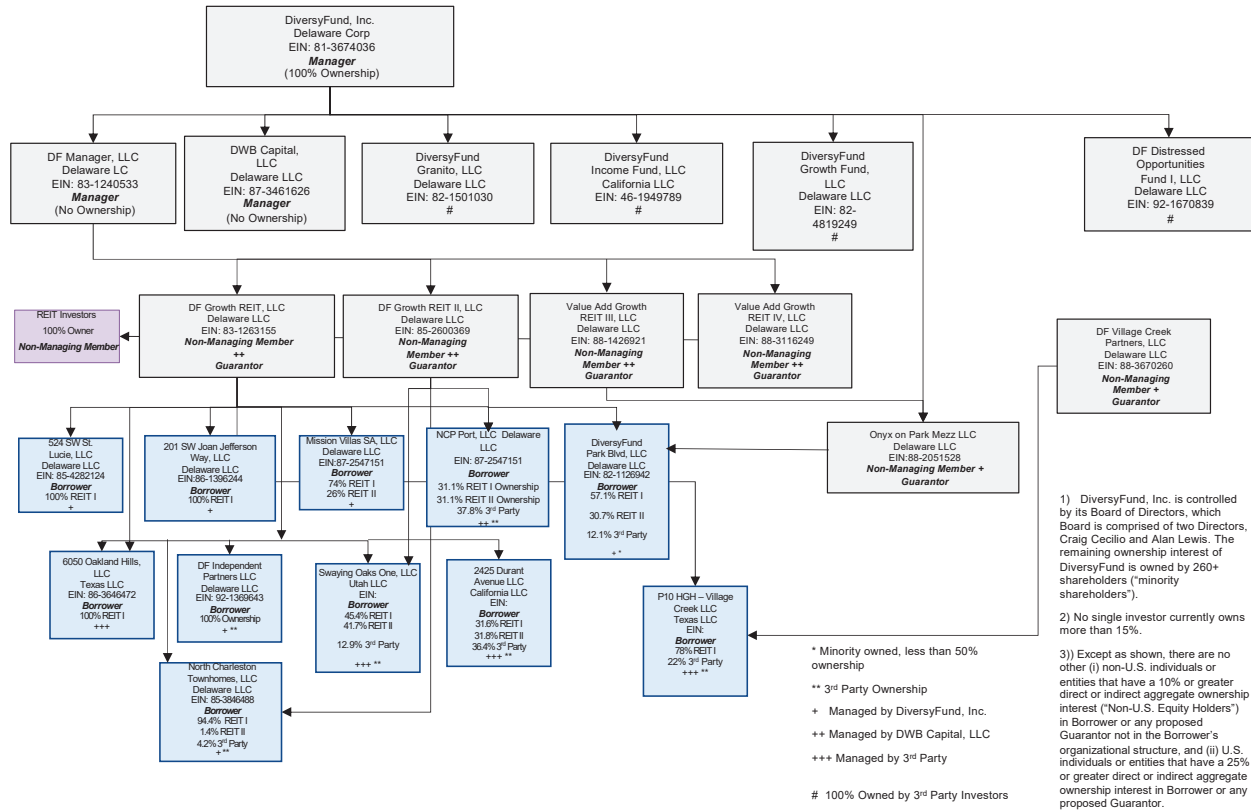 DiversyFund, Inc.
Delaware Corp
EIN: 81-3674036
Manager
(100% Ownership)
DF Manager, LLC
Delaware LC
EIN: 83-1240533
Manager
(No Ownership)
DWB Capital,
LLC
Delaware LLC
EIN: 87-3461626
Manager
(No Ownership)
DiversyFund
Granito, LLC
Delaware LLC
EIN: 82-1501030
#
DiversyFund
Income Fund, LLC
California LLC
EIN: 46-1949789
#
DiversyFund
Growth Fund,
LLC
Delaware LLC
EIN: 82-
4819249
#
DF Distressed
Opportunities
Fund I, LLC
Delaware LLC
EIN: 92-1670839
#
REIT Investors
100% Owner
Non-Managing Member
DF Growth REIT, LLC
Delaware LLC
EIN: 83-1263155
Non-Managing Member
++
Guarantor
DF Growth REIT II, LLC
Delaware LLC
EIN: 85-2600369
Non-Managing
Member ++
Guarantor
Value Add Growth
REIT III, LLC
Delaware LLC
EIN: 88-1426921
Non-Managing
Member ++
Guarantor
Value Add Growth
REIT IV, LLC
Delaware LLC
EIN: 88-3116249
Non-Managing
Member ++
Guarantor
DF Village Creek
Partners, LLC
Delaware LLC
EIN: 88-3670260
Non-Managing
Member +
Guarantor
524 SW St.
Lucie, LLC
Delaware LLC
EIN: 85-4282124
Borrower
100% REIT I
+
201 SW Joan Jefferson
Way, LLC
Delaware LLC
EIN:86-1396244
Borrower
100% REIT I
+
Mission Villas SA, LLC
Delaware LLC
EIN:87-2547151
Borrower
74% REIT I
26% REIT II
+
NCP Port, LLC Delaware
LLC
EIN: 87-2547151
Borrower
31.1% REIT I Ownership
31.1% REIT II Ownership
37.8% 3rd Party
++ **
DiversyFund
Park Blvd, LLC
Delaware LLC
EIN: 82-1126942
Borrower
57.1% REIT I
30.7% REIT II
12.1% 3rd Party
+ *
Onyx on Park Mezz LLC
Delaware LLC
EIN:88-2051528
Non-Managing Member +
Guarantor
6050 Oakland Hills,
LLC
Texas LLC
EIN: 86-3646472
Borrower
100% REIT I
+++
DF Independent
Partners LLC
Delaware LLC
EIN: 92-1369643
Borrower
100% Ownership
+ **
Swaying Oaks One, LLC
Utah LLC
EIN:
Borrower
45.4% REIT I
41.7% REIT II
12.9% 3rd Party
+++ **
2425 Durant
Avenue LLC
California LLC
EIN:
Borrower
31.6% REIT I
31.8% REIT II
36.4% 3rd Party
+++ **
P10 HGH – Village
Creek LLC
Texas LLC
EIN:
Borrower
78% REIT I
22% 3rd Party
+++ **
North Charleston
Townhomes, LLC
Delaware LLC
EIN: 85-3846488
Borrower
94.4% REIT I
1.4% REIT II
4.2% 3rd Party
+ **
* Minority owned, less than 50%
ownership
** 3rd Party Ownership
+ Managed by DiversyFund, Inc.
++ Managed by DWB Capital, LLC
+++ Managed by 3rd Party
# 100% Owned by 3rd Party Investors
1) DiversyFund, Inc. is controlled
by its Board of Directors, which
Board is comprised of two Directors,
Craig Cecilio and Alan Lewis. The
remaining ownership interest of
DiversyFund is owned by 260+
shareholders (“minority
shareholders”).
2) No single investor currently owns
more than 15%.
3)) Except as shown, there are no
other (i) non-U.S. individuals or
entities that have a 10% or greater
direct or indirect aggregate ownership
interest (“Non-U.S. Equity Holders”)
in Borrower or any proposed
Guarantor not in the Borrower’s
organizational structure, and (ii) U.S.
individuals or entities that have a 25%
or greater direct or indirect aggregate
ownership interest in Borrower or any
proposed Guarantor.